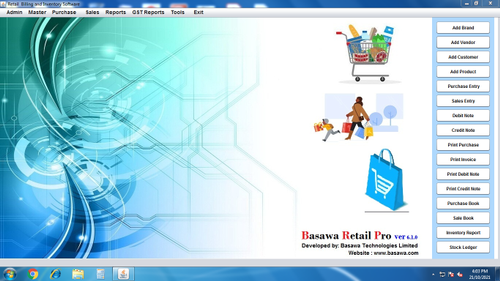 Retail Billing and Inventory Software
Admin Master Purchase Sales Reports GST Reports Tools Exit
Add Brand
Add Vendor
Add Customer
Add Product
Purchase Entry
Sales Entry
Debit Note
Credit Note
Print Purchase
Print Invoice
Print Debit Note
Print Credit Note
Purchase Book
Sale Book
Inventory Report
Stock Ledger
Basawa Retail Pro ver 6.1.0
Developed by: Basawa Technologies Limited
Website : www.basawa.com
4:03 PM
21/10/2021